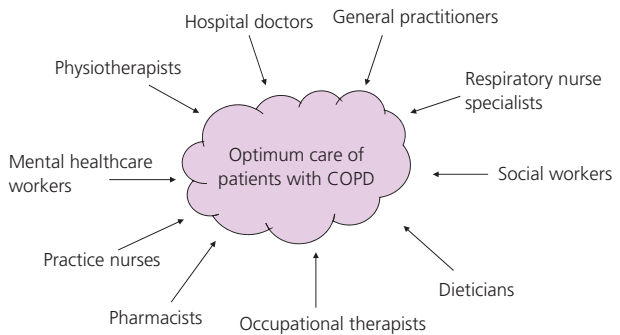 Hospital doctors
General practitioners
Physiotherapists
Respiratory nurse
specialists
Optimum care of
patients with COPD
Mental healthcare
workers
Social workers
Practice nurses
Dieticians
Pharmacists
Occupational therapists